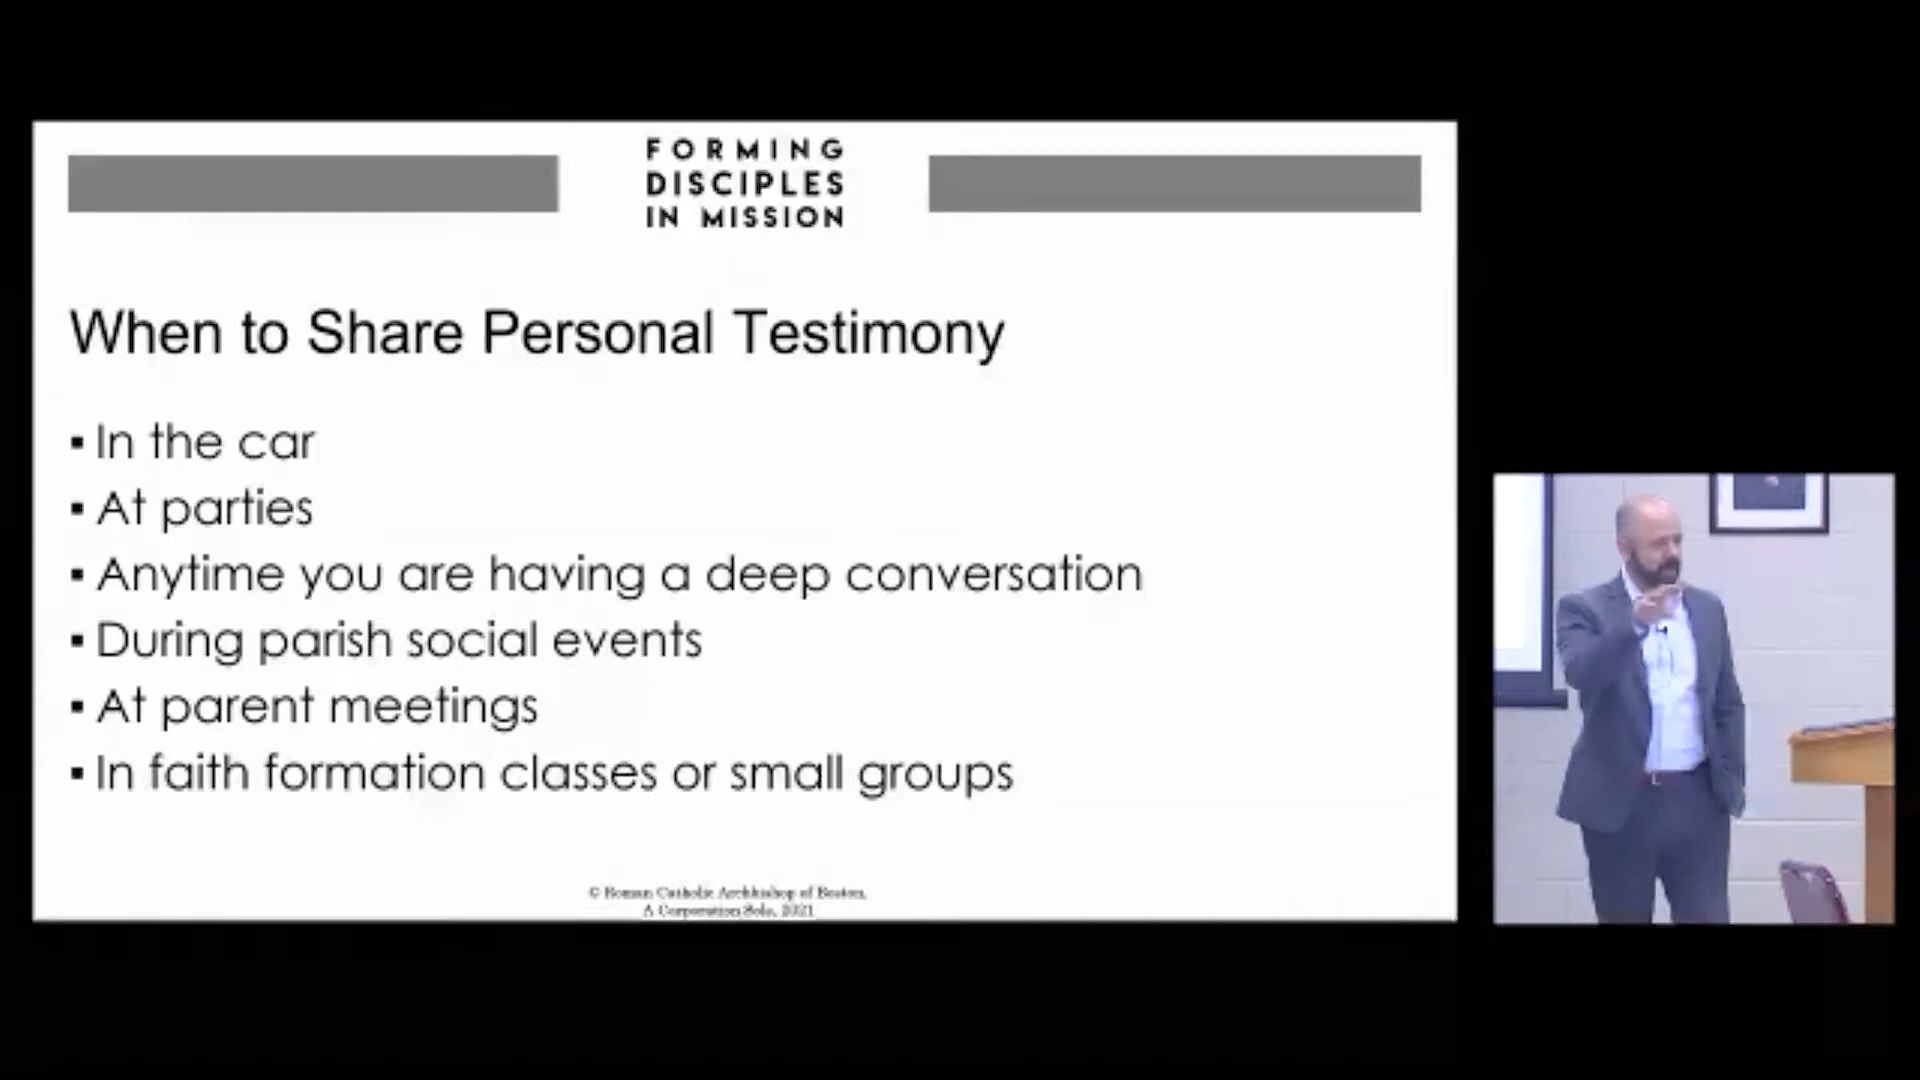 FORMING
DISCIPLES
IN MISSION
When to Share Personal Testimony
▪ In the car
▪ At parties
▪ Anytime you are having a deep conversation
▪ During parish social events
▪ At parent meetings
▪ In faith formation classes or small groups
© Roman Catholic Archbishop of Boston,
A Corporation Sole, 2021